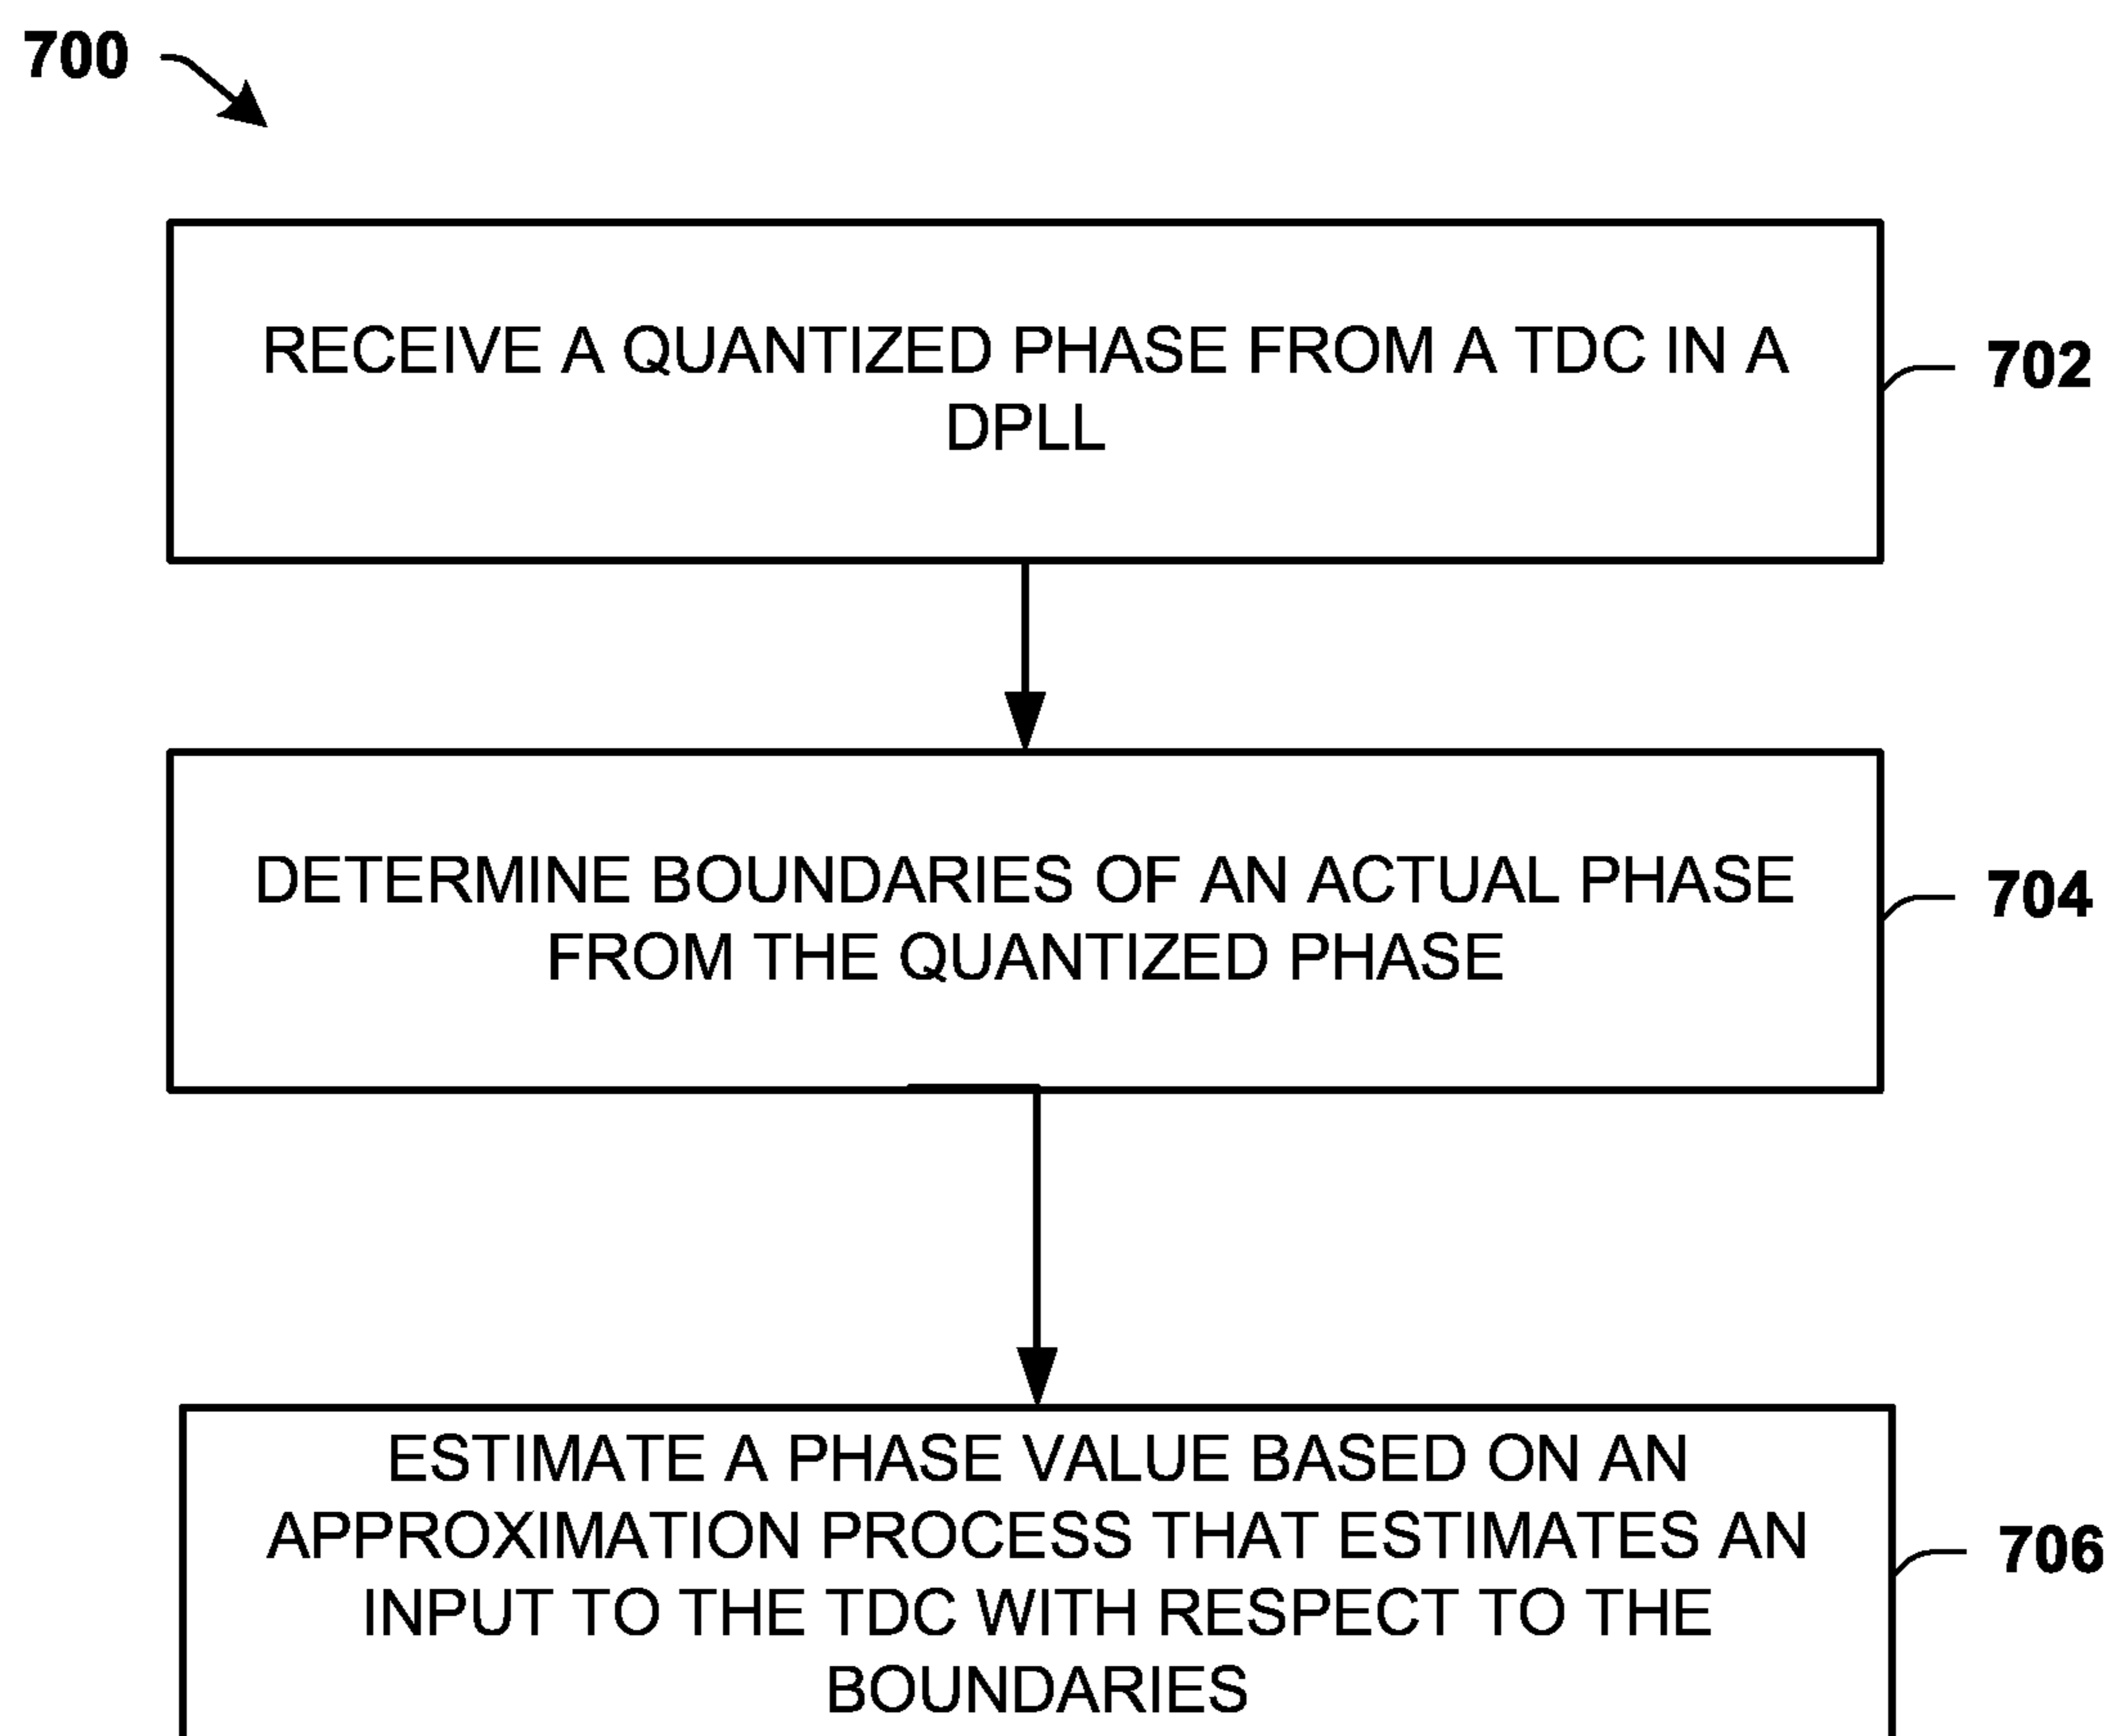 700
RECEIVE A QUANTIZED PHASE FROM A TDC IN A
DPLL
702
DETERMINE BOUNDARIES OF AN ACTUAL PHASE
FROM THE QUANTIZED PHASE
704
ESTIMATE A PHASE VALUE BASED ON AN
APPROXIMATION PROCESS THAT ESTIMATES AN
INPUT TO THE TDC WITH RESPECT TO THE
BOUNDARIES
706